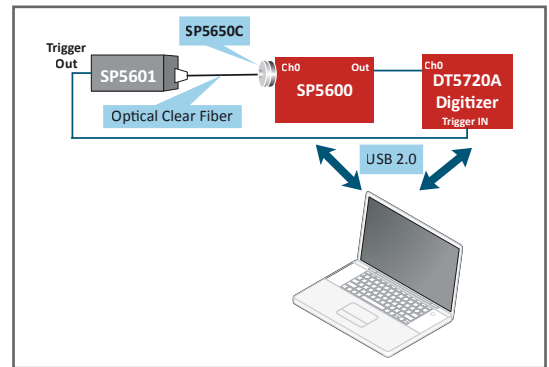 SP5650C
Trigger
Out
SP5601
Optical Clear Fiber
Ch0
Out
SP5600
Ch0
DT5720A
Digitizer
Trigger IN
USB 2.0